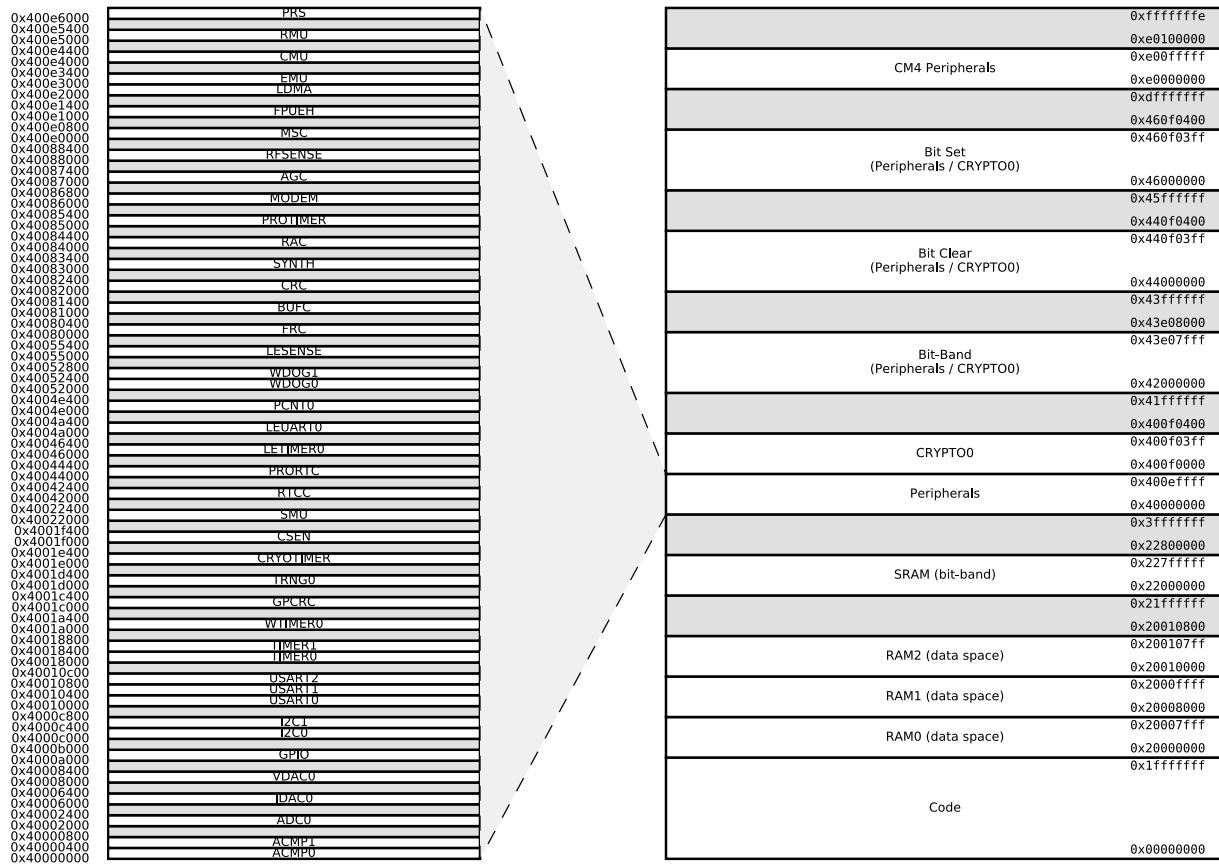 0x400e6000
0x400e5400
0x400e5000
0x400e4400
0x400e4000
0x400e3400
0x400e3000
0x400e2000
0x400e1400
0x400e1000
0x400e0800
0x400e0000
0x40088400
0x40088000
0x40087400
0x40087000
0x40086800
0x40086000
0x40085400
0x40085000
0x40084400
0x40084000
0x40083400
0x40083000
0x40082400
0x40082000
0x40081400
0x40081000
0x40080400
0x40080000
0x40055400
0x40055000
0x40052800
0x40052400
0x40052000
0x4004e400
0x4004e000
0x4004a400
0x4004a000
0x40046400
0x40046000
0x40044400
0x40044000
0x40042400
0x40042000
0x40022400
0x40022000
0x4001f400
0x4001f000
0x4001e400
0x4001e000
0x4001d400
0x4001d000
0x4001c400
0x4001c000
0x4001a400
0x4001a000
0x40018800
0x40018400
0x40018000
0x40010c00
0x40010800
0x40010400
0x40010000
0x4000c800
0x4000c400
0x4000c000
0x4000b000
0x4000a000
0x40008400
0x40008000
0x40006400
0x40006000
0x40002400
0x40002000
0x40000800
0x40000400
0x40000000
PRS
RMU
CMU
EMU
LDMA
FPUEH
MSC
RFSENSE
AGC
MODEM
PROTIMER
RAC
SYNTH
CRC
BUFC
FRC
LESENSE
WDOG1
WDOG0
PCNT0
LEUART0
LETIMER0
PRORTC
RTCC
SMU
CSEN
CRYOTIMER
TRNG0
GPCRC
WTIMER0
TIMER1
TIMER0
USART2
USART1
USART0
I2C1
I2C0
GPIO
VDAC0
IDAC0
ADC0
ACMP1
ACMP0
0xfffffffe
0xe0100000
0xe00fffff
CM4 Peripherals
0xe0000000
0xdfffffff
0x460f0400
0x460f03ff
Bit Set
(Peripherals / CRYPTO0)
0x46000000
0x45ffffff
0x440f0400
0x440f03ff
Bit Clear
(Peripherals / CRYPTO0)
0x44000000
0x43ffffff
0x43e08000
0x43e07fff
Bit-Band
(Peripherals / CRYPTO0)
0x42000000
0x41ffffff
0x400f0400
0x400f03ff
CRYPTO0
0x400f0000
0x400effff
Peripherals
0x40000000
0x3fffffff
0x22800000
0x227fffff
SRAM (bit-band)
0x22000000
0x21ffffff
0x20010800
0x200107ff
RAM2 (data space)
0x20010000
0x2000ffff
RAM1 (data space)
0x20008000
0x20007fff
RAM0 (data space)
0x20000000
0x1fffffff
Code
0x00000000